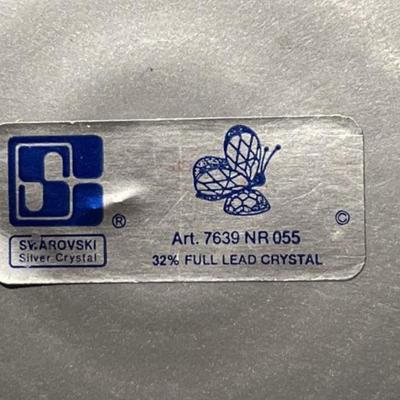 S
®
SWAROVSKI
Silver Crystal
©
Art. 7639 NR 055
32% FULL LEAD CRYSTAL